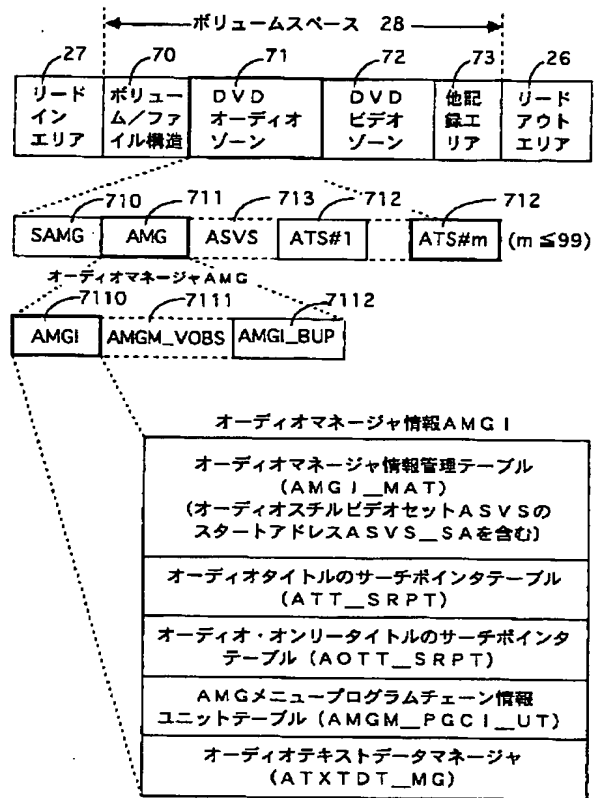 ボリュームスペース 28
27 70 71 72 73 26
リード
イン
エリア
ボリュー
ム/ファ
イル構造
DVD
オーディオ
ゾーン
DVD
ビデオ
ゾーン
他記
録エ
リア
リード
アウト
エリア
710 711 713 712 712
SAMG AMG ASVS ATS#1 ATS#m (m≦99)
オーディオマネージャAMG
7110 7111 7112
AMGI AMGM_VOBS AMGI_BUP
オーディオマネージャ情報AMGI
オーディオマネージャ情報管理テーブル
(AMGI_MAT)
(オーディオスチルビデオセットASVSの
スタートアドレスASVS_SAを含む)
オーディオタイトルのサーチポインタテーブル
(ATT_SRPT)
オーディオ・オンリータイトルのサーチポインタ
テーブル(AOTT_SRPT)
AMGメニュープログラムチェーン情報
ユニットテーブル(AMGM_PGCI_UT)
オーディオテキストデータマネージャ
(ATXTDT_MG)